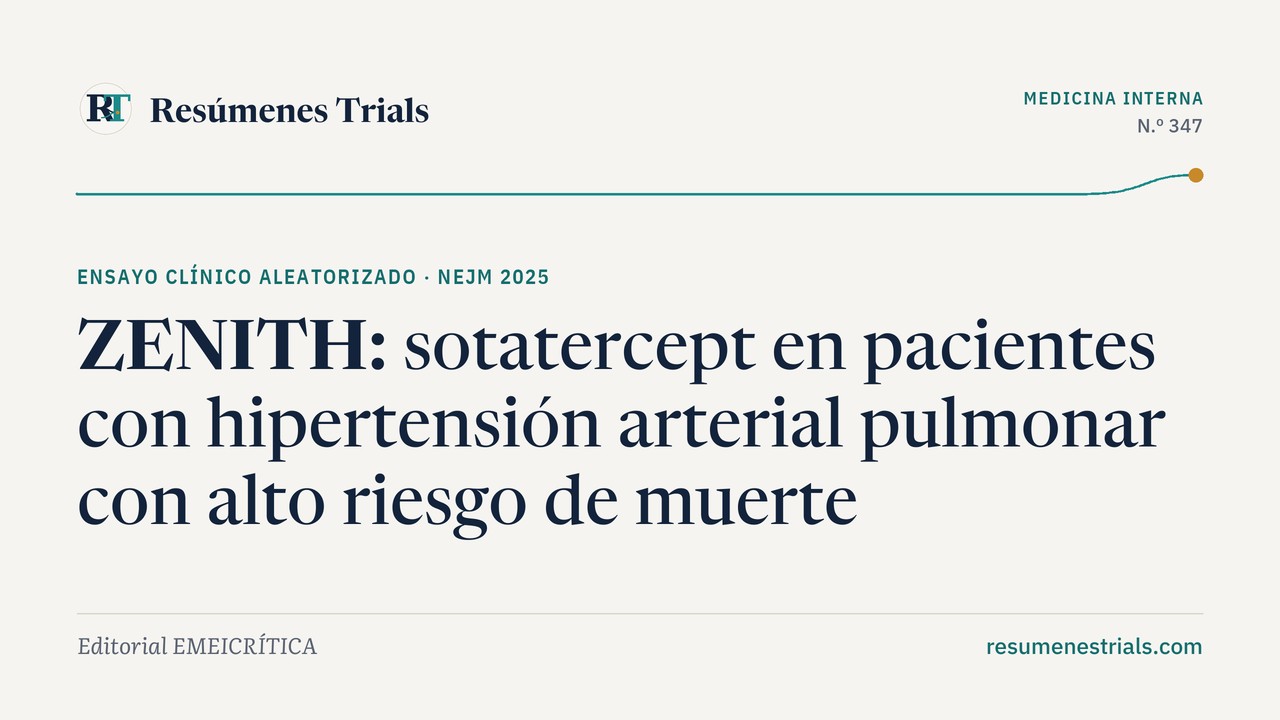 RT
Resúmenes Trials
MEDICINA INTERNA
N.º 347
ENSAYO CLÍNICO ALEATORIZADO · NEJM 2025
ZENITH: sotatercept en pacientes
con hipertensión arterial pulmonar
con alto riesgo de muerte
Editorial EMEICRÍTICA
resumenestrials.com